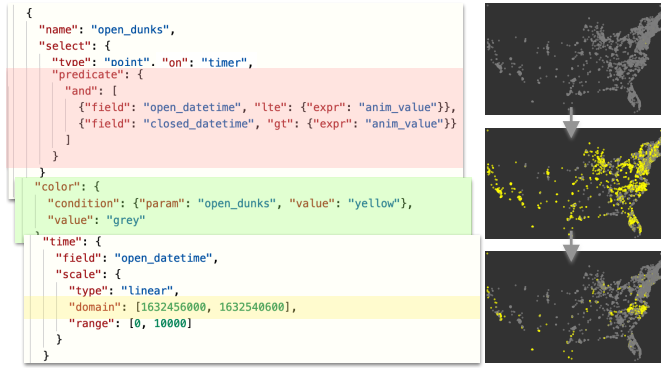 {
"name": "open_dunks",
"select": {
"type": "point", "on": "timer",
"predicate": {
"and": [
{"field": "open_datetime", "lte": {"expr": "anim_value"}},
{"field": "closed_datetime", "gt": {"expr": "anim_value"}}
]
}
}
"color": {
"condition": {"param": "open_dunks", "value": "yellow"},
"value": "grey"
"time": {
"field": "open_datetime",
"scale": {
"type": "linear",
"domain": [1632456000, 1632540600],
"range": [0, 10000]
}
}